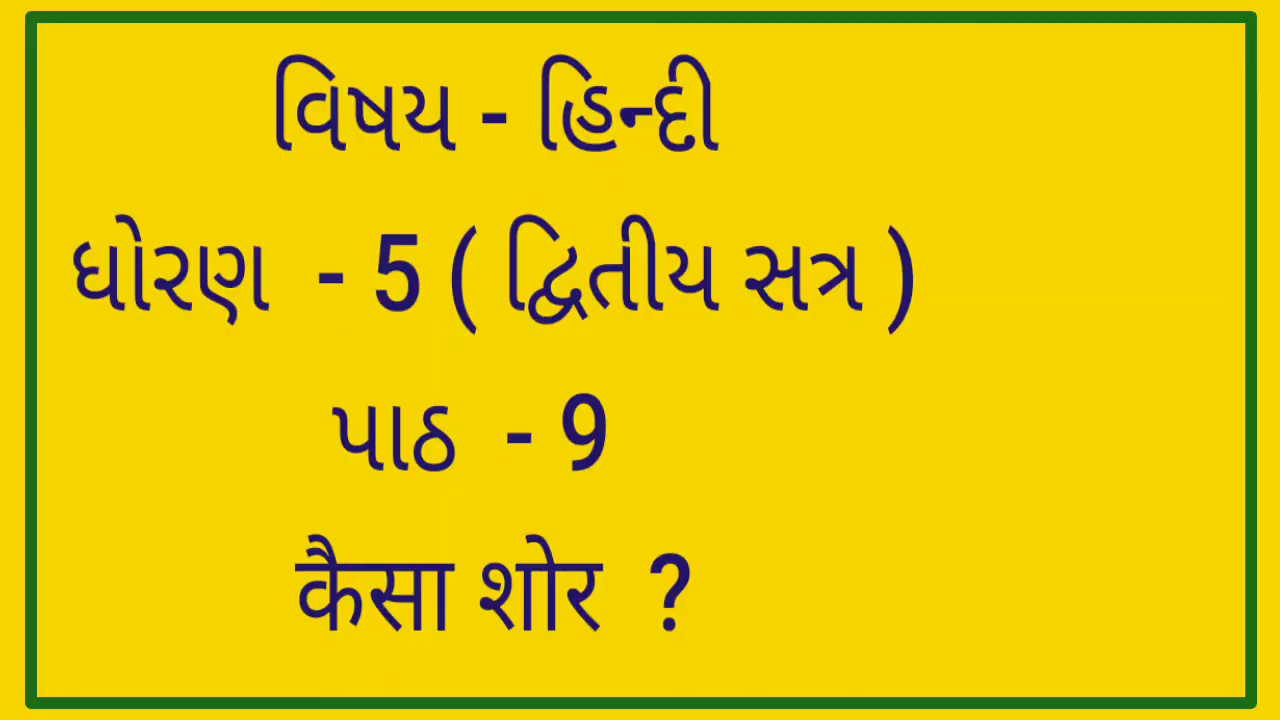 વિષય - હિન્દી
ધોરણ - 5 ( દ્વિતીય સત્ર )
પાઠ - 9
कैसा शोर ?